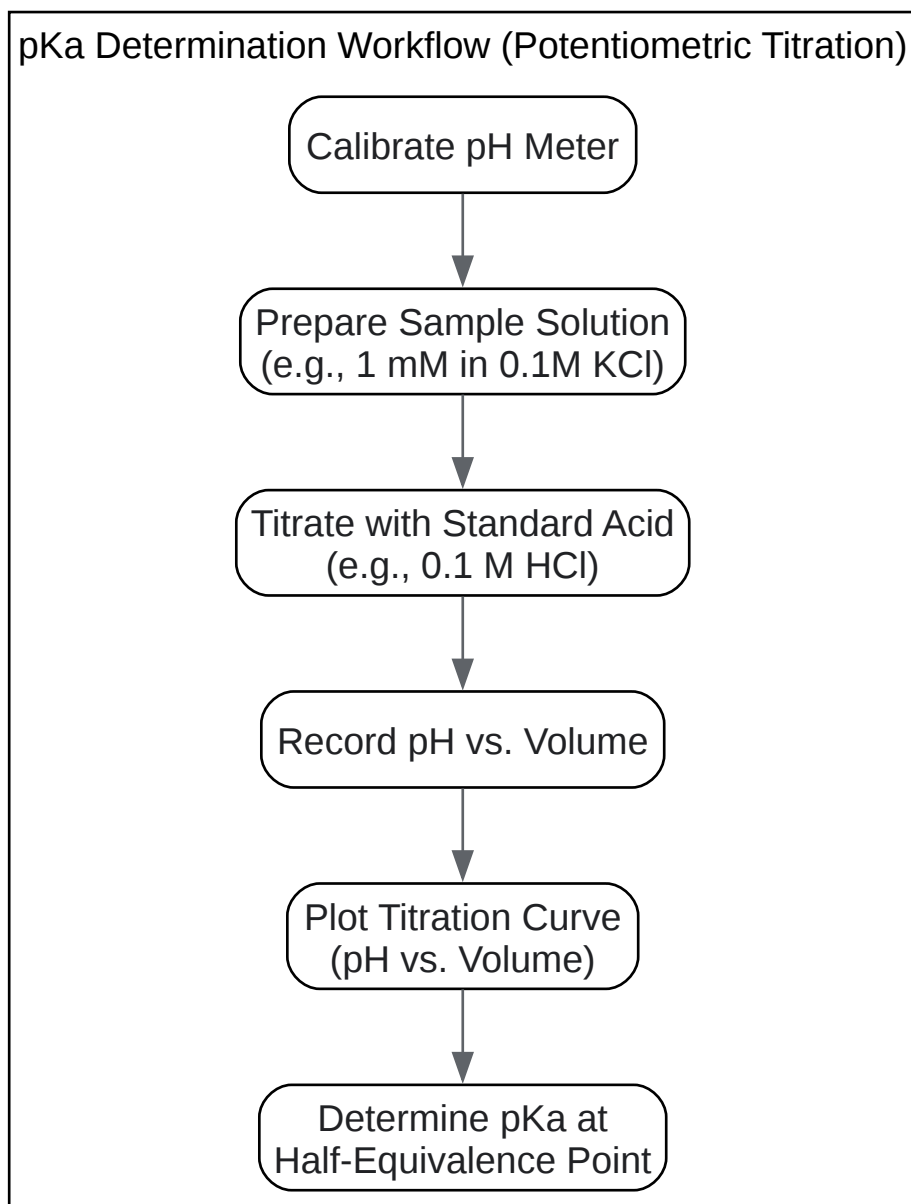 pKa Determination Workflow (Potentiometric Titration)
Calibrate pH Meter
Prepare Sample Solution
(e.g., 1 mM in 0.1M KCl)
Titrate with Standard Acid
(e.g., 0.1 M HCl)
Record pH vs. Volume
Plot Titration Curve
(pH vs. Volume)
Determine pKa at
Half-Equivalence Point